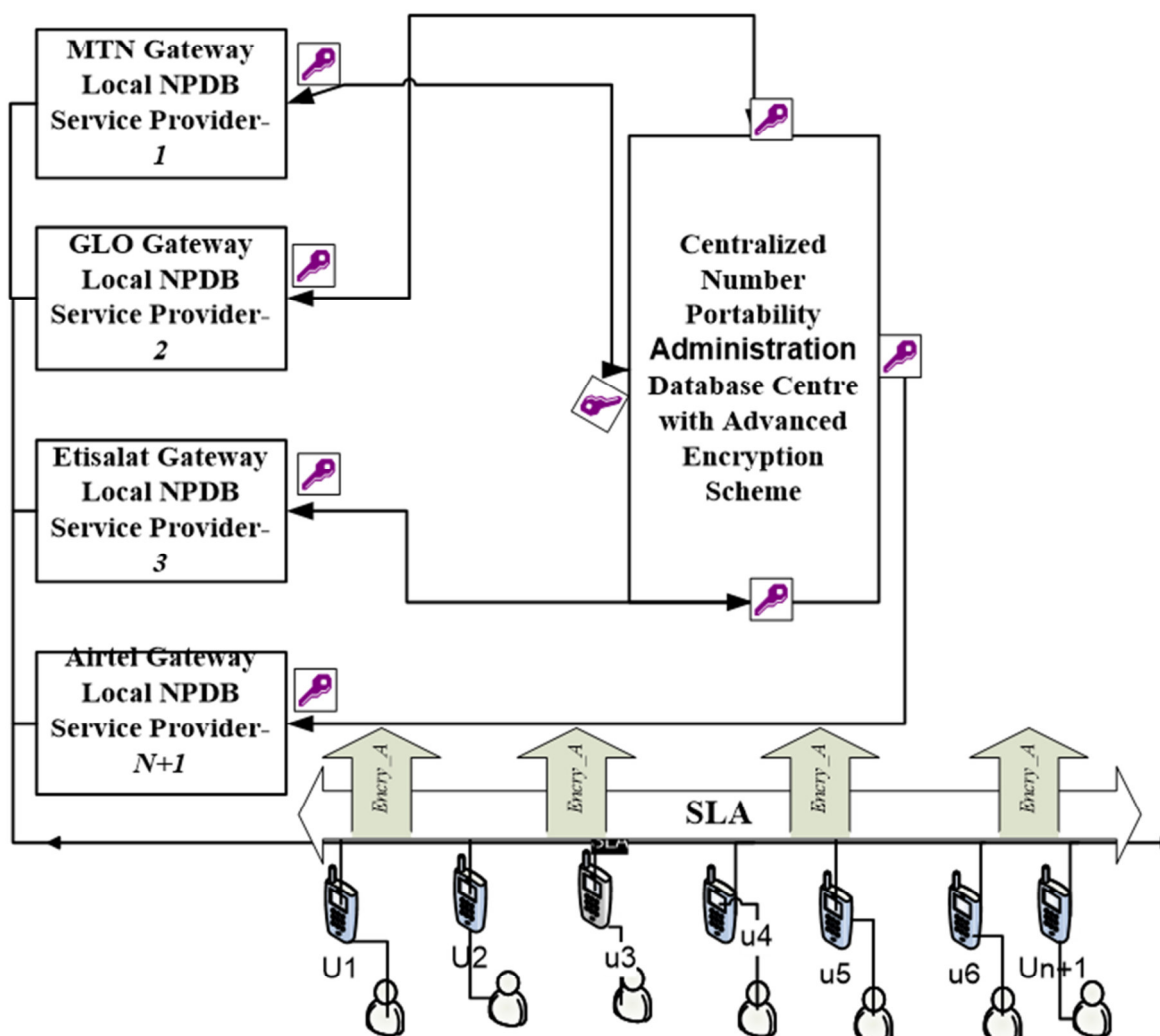 MTN Gateway
Local NPDB
Service Provider-
1
GLO Gateway
Local NPDB
Service Provider-
2
Etisalat Gateway
Local NPDB
Service Provider-
3
Airtel Gateway
Local NPDB
Service Provider-
N+1
Centralized
Number
Portability
Administration
Database Centre
with Advanced
Encryption
Scheme
Encry_A
Encry_A
Encry_A
Encry_A
SLA
SLA
U1
U2
u3
u4
u5
u6
Un+1